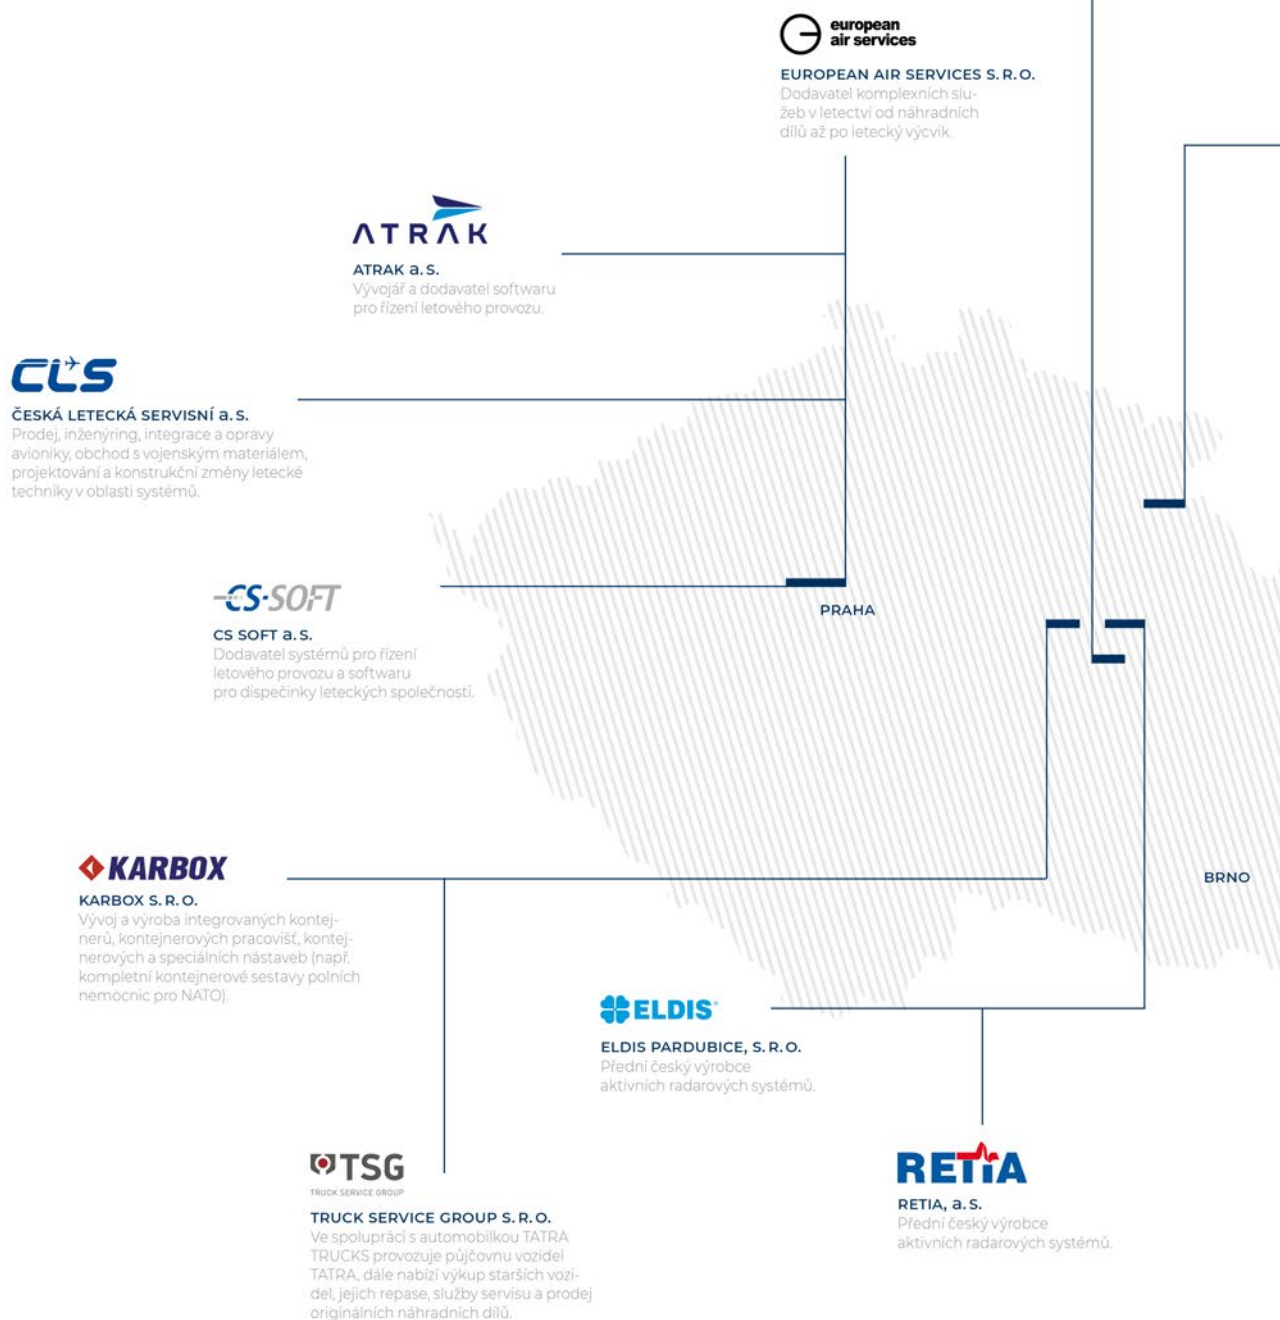 european
air services
EUROPEAN AIR SERVICES S. R. O.
Dodavatel komplexních slu-
žeb v letectví od náhradních
dílů až po letecký výcvik.
ATRAK
ATRAK a. s.
Vývojář a dodavatel softwaru
pro řízení letového provozu.
CLS
ČESKÁ LETECKÁ SERVISNÍ a. s.
Prodej, inženýring, integrace a opravy
avioniky, obchod s vojenským materiálem,
projektování a konstrukční změny letecké
techniky v oblasti systémů.
CS-SOFT
CS SOFT a. s.
Dodavatel systémů pro řízení
letového provozu a softwaru
pro dispečinky leteckých společností.
PRAHA
KARBOX
KARBOX S. R. O.
Vývoj a výroba integrovaných kontej-
nerů, kontejnerových pracovišť, kontej-
nerových a speciálních nástaveb (např.
kompletní kontejnerové sestavy polních
nemocnic pro NATO).
BRNO
ELDIS
ELDIS PARDUBICE, S. R. O.
Přední český výrobce
aktivních radarových systémů.
TSG
TRUCK SERVICE GROUP
TRUCK SERVICE GROUP S. R. O.
Ve spolupráci s automobilkou TATRA
TRUCKS provozuje půjčovnu vozidel
TATRA, dále nabízí výkup starších vozi-
del, jejich repase, služby servisu a prodej
originálních náhradních dílů.
RETIA
RETIA, a. s.
Přední český výrobce
aktivních radarových systémů.